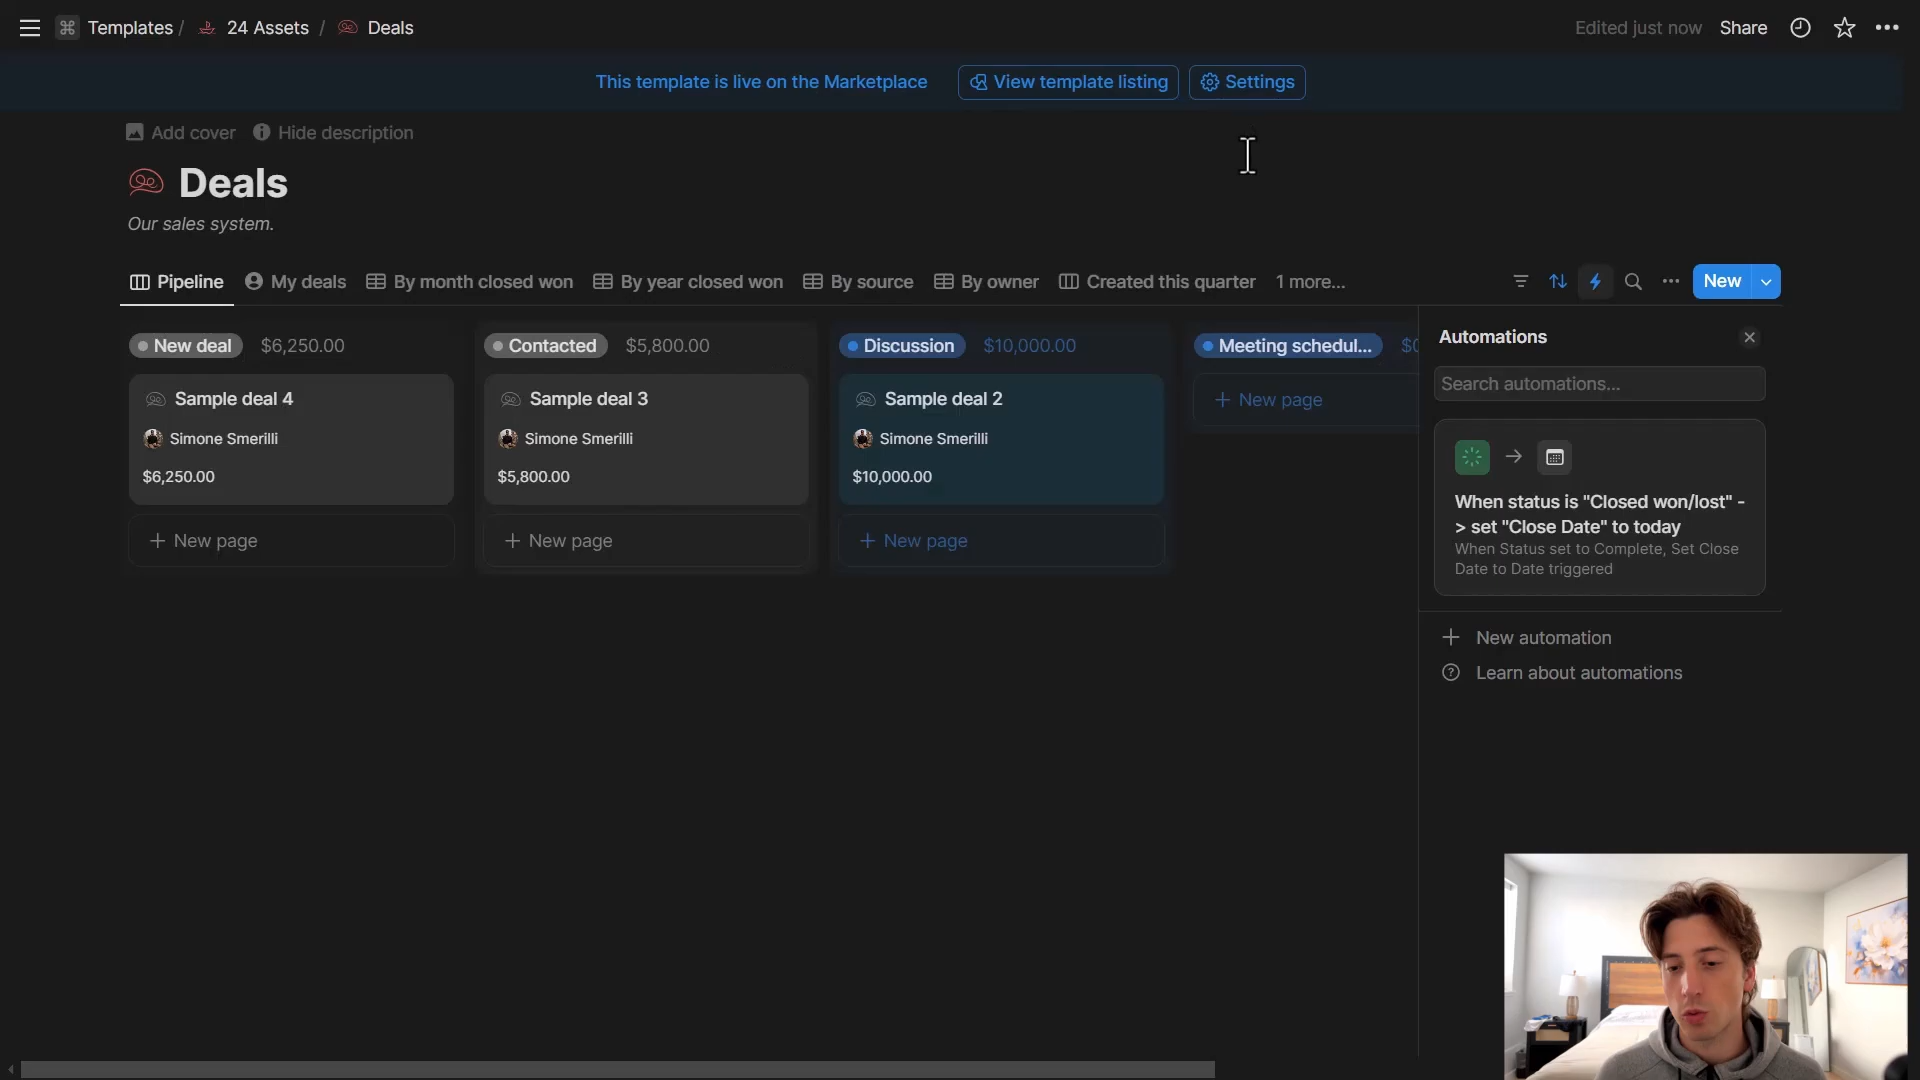 Templates / 24 Assets / Deals
Edited just now Share
This template is live on the Marketplace View template listing Settings
Add cover Hide description
Deals
Our sales system.
Pipeline My deals By month closed won By year closed won By source By owner Created this quarter 1 more... New
New deal $6,250.00
Sample deal 4
Simone Smerilli
$6,250.00
New page
Contacted $5,800.00
Sample deal 3
Simone Smerilli
$5,800.00
New page
Discussion $10,000.00
Sample deal 2
Simone Smerilli
$10,000.00
New page
Meeting schedul...
New page
Automations
Search automations...
When status is "Closed won/lost" -
> set "Close Date" to today
When Status set to Complete, Set Close
Date to Date triggered
New automation
Learn about automations